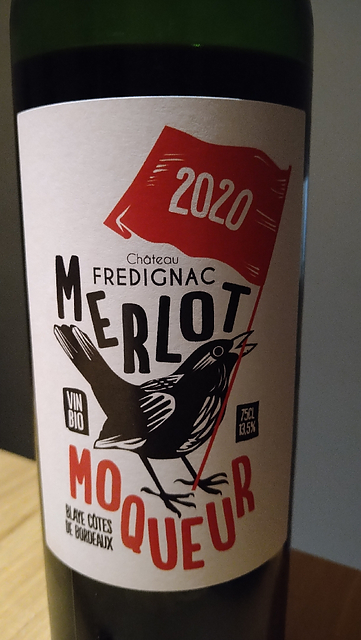 2020
Château
FREDIGNAC
MERLOT
VIN
BIO
75CL
13,5%
MOQUEUR
BLAYE CÔTES
DE BORDEAUX